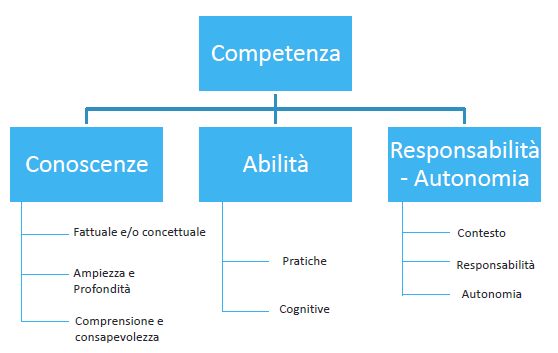 Competenza
Conoscenze
Fattuale e/o concettuale
Ampiezza e
Profondità
Comprensione e
consapevolezza
Abilità
Pratiche
Cognitive
Responsabilità
- Autonomia
Contesto
Responsabilità
Autonomia